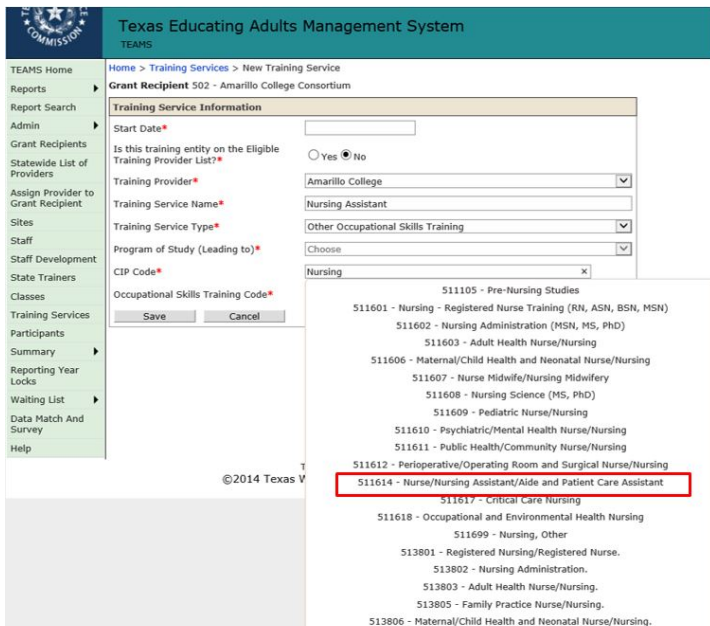 COMMISSION
Texas Educating Adults Management System
TEAMS
TEAMS Home
Reports
Report Search
Admin
Grant Recipients
Statewide List of
Providers
Assign Provider to
Grant Recipient
Sites
Staff
Staff Development
State Trainers
Classes
Training Services
Participants
Summary
Reporting Year
Locks
Waiting List
Data Match And
Survey
Help
Home > Training Services > New Training Service
Grant Recipient 502 - Amarillo College Consortium
Training Service Information
Start Date*
Is this training entity on the Eligible
Training Provider List?* Yes No
Training Provider* Amarillo College
Training Service Name* Nursing Assistant
Training Service Type* Other Occupational Skills Training
Program of Study (Leading to)* Choose
CIP Code* Nursing ×
Occupational Skills Training Code*
Save Cancel
511105 - Pre-Nursing Studies
511601 - Nursing - Registered Nurse Training (RN, ASN, BSN, MSN)
511602 - Nursing Administration (MSN, MS, PhD)
511603 - Adult Health Nurse/Nursing
511606 - Maternal/Child Health and Neonatal Nurse/Nursing
511607 - Nurse Midwife/Nursing Midwifery
511608 - Nursing Science (MS, PhD)
511609 - Pediatric Nurse/Nursing
511610 - Psychiatric/Mental Health Nurse/Nursing
511611 - Public Health/Community Nurse/Nursing
511612 - Perioperative/Operating Room and Surgical Nurse/Nursing
511614 - Nurse/Nursing Assistant/Aide and Patient Care Assistant
511617 - Critical Care Nursing
511618 - Occupational and Environmental Health Nursing
511699 - Nursing, Other
513801 - Registered Nursing/Registered Nurse.
513802 - Nursing Administration.
513803 - Adult Health Nurse/Nursing.
513805 - Family Practice Nurse/Nursing.
513806 - Maternal/Child Health and Neonatal Nurse/Nursing.
©2014 Texas